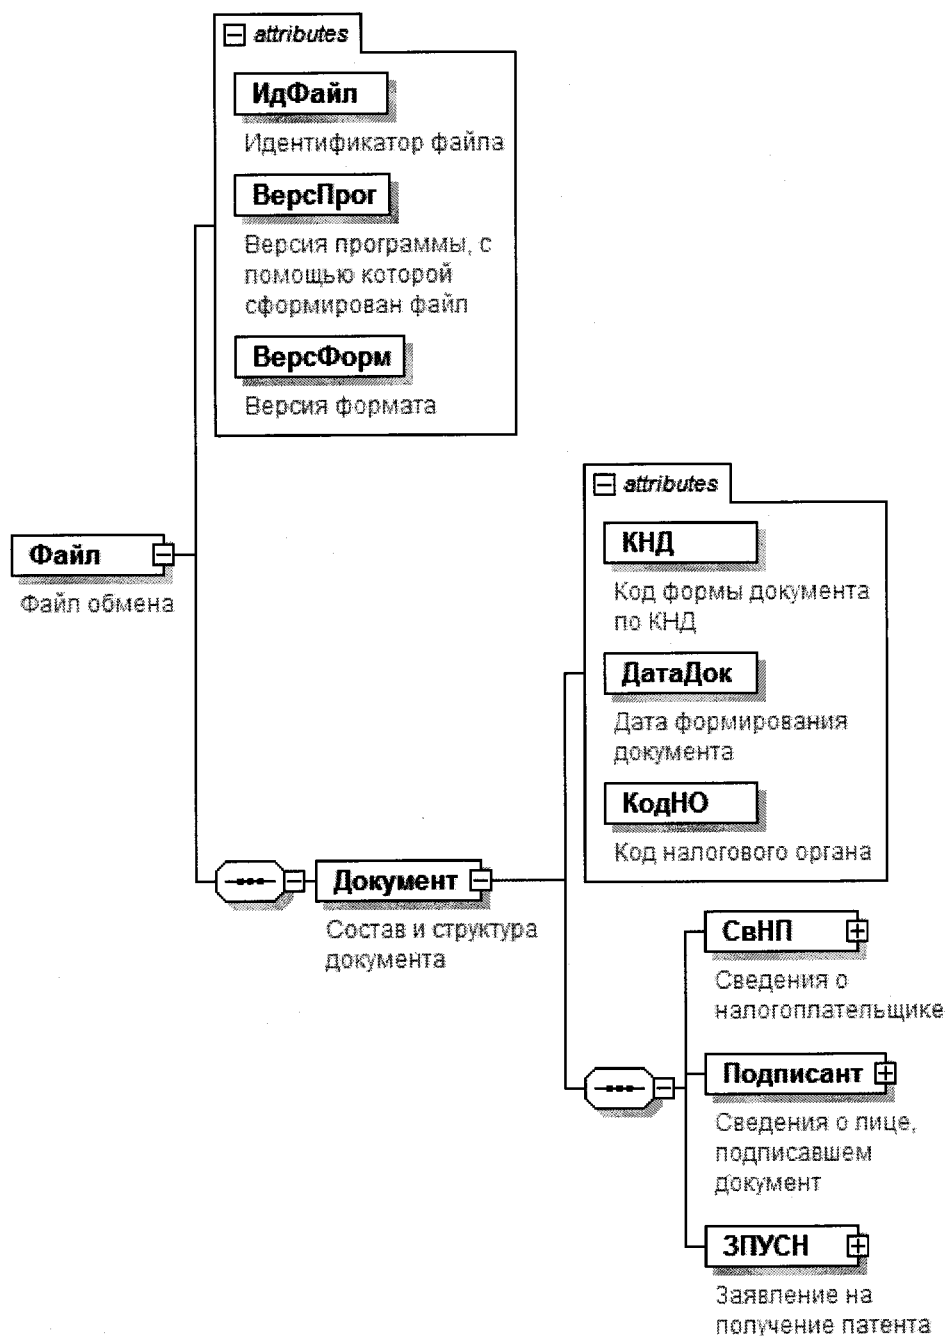 attributes
ИдФайл
Идентификатор файла
ВерсПрог
Версия программы, с
помощью которой
сформирован файл
ВерсФорм
Версия формата
attributes
КНД
Код формы документа
по КНД
ДатаДок
Дата формирования
документа
КодНО
Код налогового органа
Файл
Файл обмена
Документ
Состав и структура
документа
СвНП
Сведения о
налогоплательщике
Подписант
Сведения о лице,
подписавшем
документ
ЗПУСН
Заявление на
получение патента